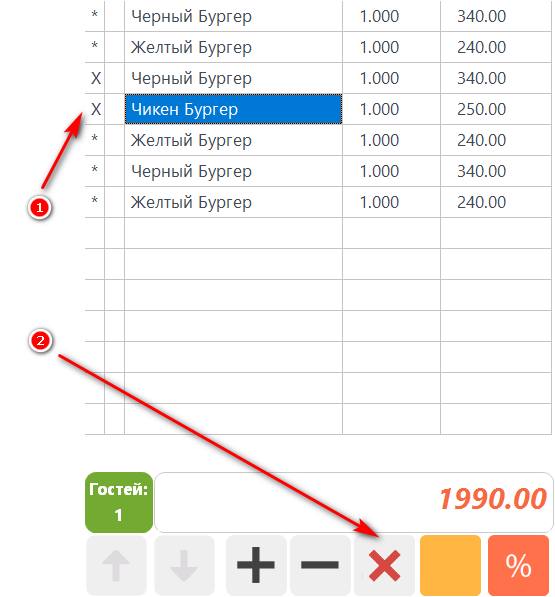 * Черный Бургер 1.000 340.00
* Желтый Бургер 1.000 240.00
X Черный Бургер 1.000 340.00
X Чикен Бургер 1.000 250.00
* Желтый Бургер 1.000 240.00
* Черный Бургер 1.000 340.00
* Желтый Бургер 1.000 240.00
1
2
Гостей: 1990.00
1
%